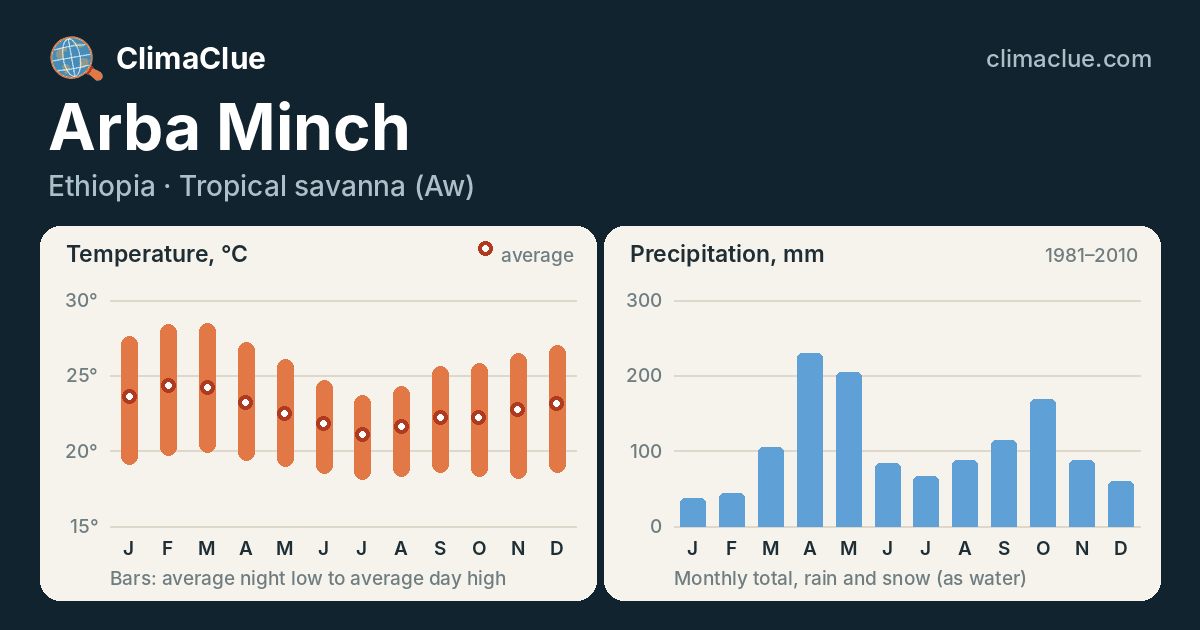 ClimaClue
climaclue.com
Arba Minch
Ethiopia · Tropical savanna (Aw)
Temperature, °C
average
30°
25°
20°
15°
J F M A M J J A S O N D
Bars: average night low to average day high
Precipitation, mm
1981–2010
300
200
100
0
J F M A M J J A S O N D
Monthly total, rain and snow (as water)